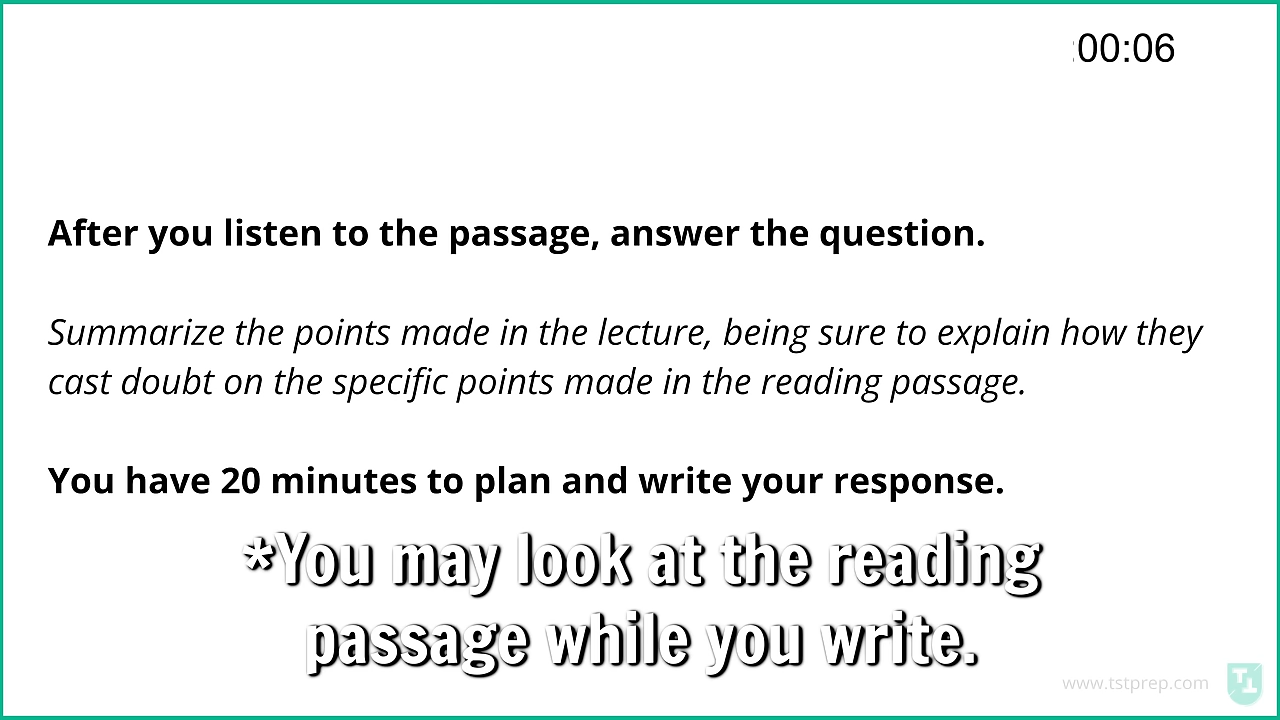 :00:06
After you listen to the passage, answer the question.
Summarize the points made in the lecture, being sure to explain how they
cast doubt on the specific points made in the reading passage.
You have 20 minutes to plan and write your response.
*You may look at the reading
passage while you write.
www.tstprep.com